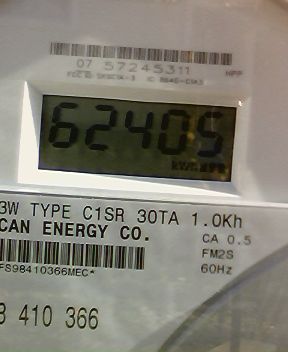 07 57245311
HPP
62405
3W TYPE C1SR 30TA 1.0Kh
CAN ENERGY CO.
CA 0.5
FM2S
60Hz
FS98410366MEC*
8 410 366